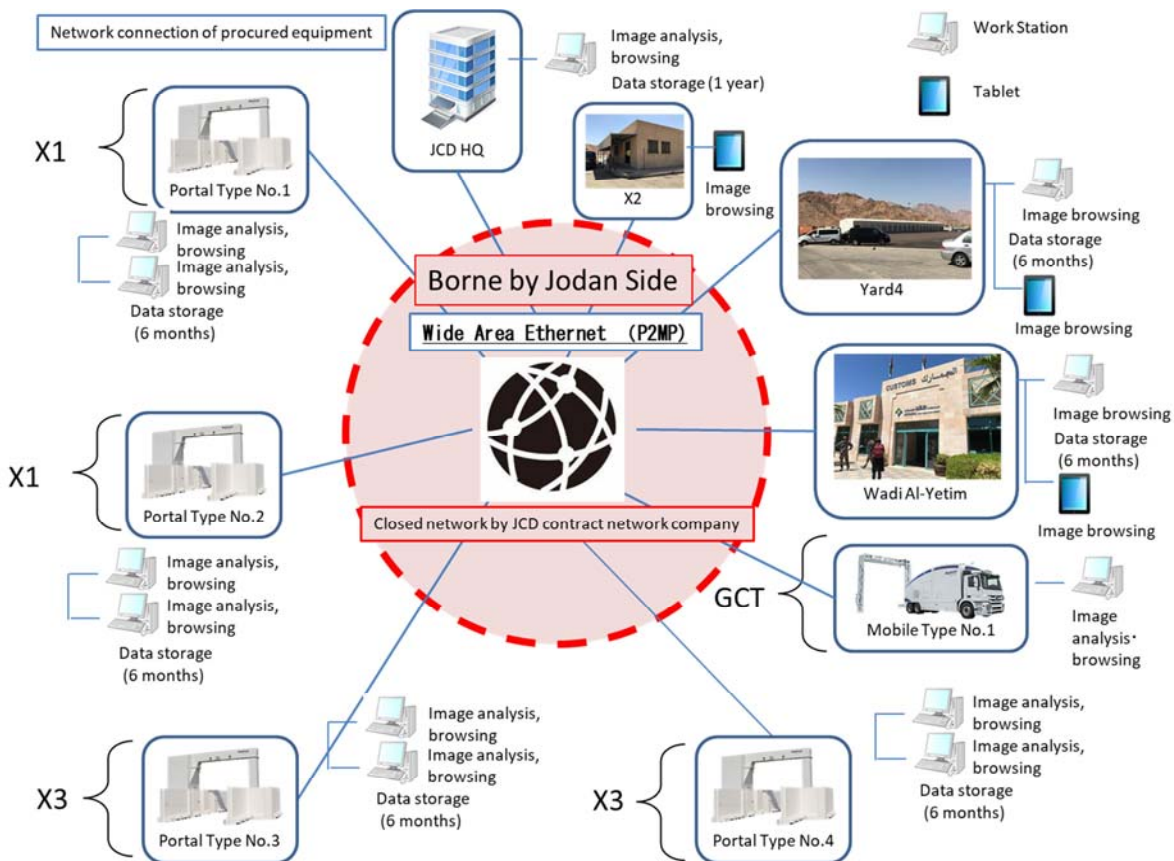 Network connection of procured equipment
Image analysis,
browsing
Data storage (1 year)
JCD HQ
Work Station
Tablet
X1
Portal Type No.1
Image analysis,
browsing
Image analysis,
browsing
Data storage
(6 months)
X2
Image
browsing
Yard4
Image browsing
Data storage
(6 months)
Image browsing
Borne by Jodan Side
Wide Area Ethernet (P2MP)
CUSTOMS الجمارك
Wadi Al-Yetim
Image browsing
Data storage
(6 months)
Image browsing
X1
Portal Type No.2
Image analysis,
browsing
Image analysis,
browsing
Data storage
(6 months)
Closed network by JCD contract network company
GCT
Mobile Type No.1
Image
analysis・
browsing
X3
Portal Type No.3
Image analysis,
browsing
Image analysis,
browsing
Data storage
(6 months)
X3
Portal Type No.4
Image analysis,
browsing
Image analysis,
browsing
Data storage
(6 months)